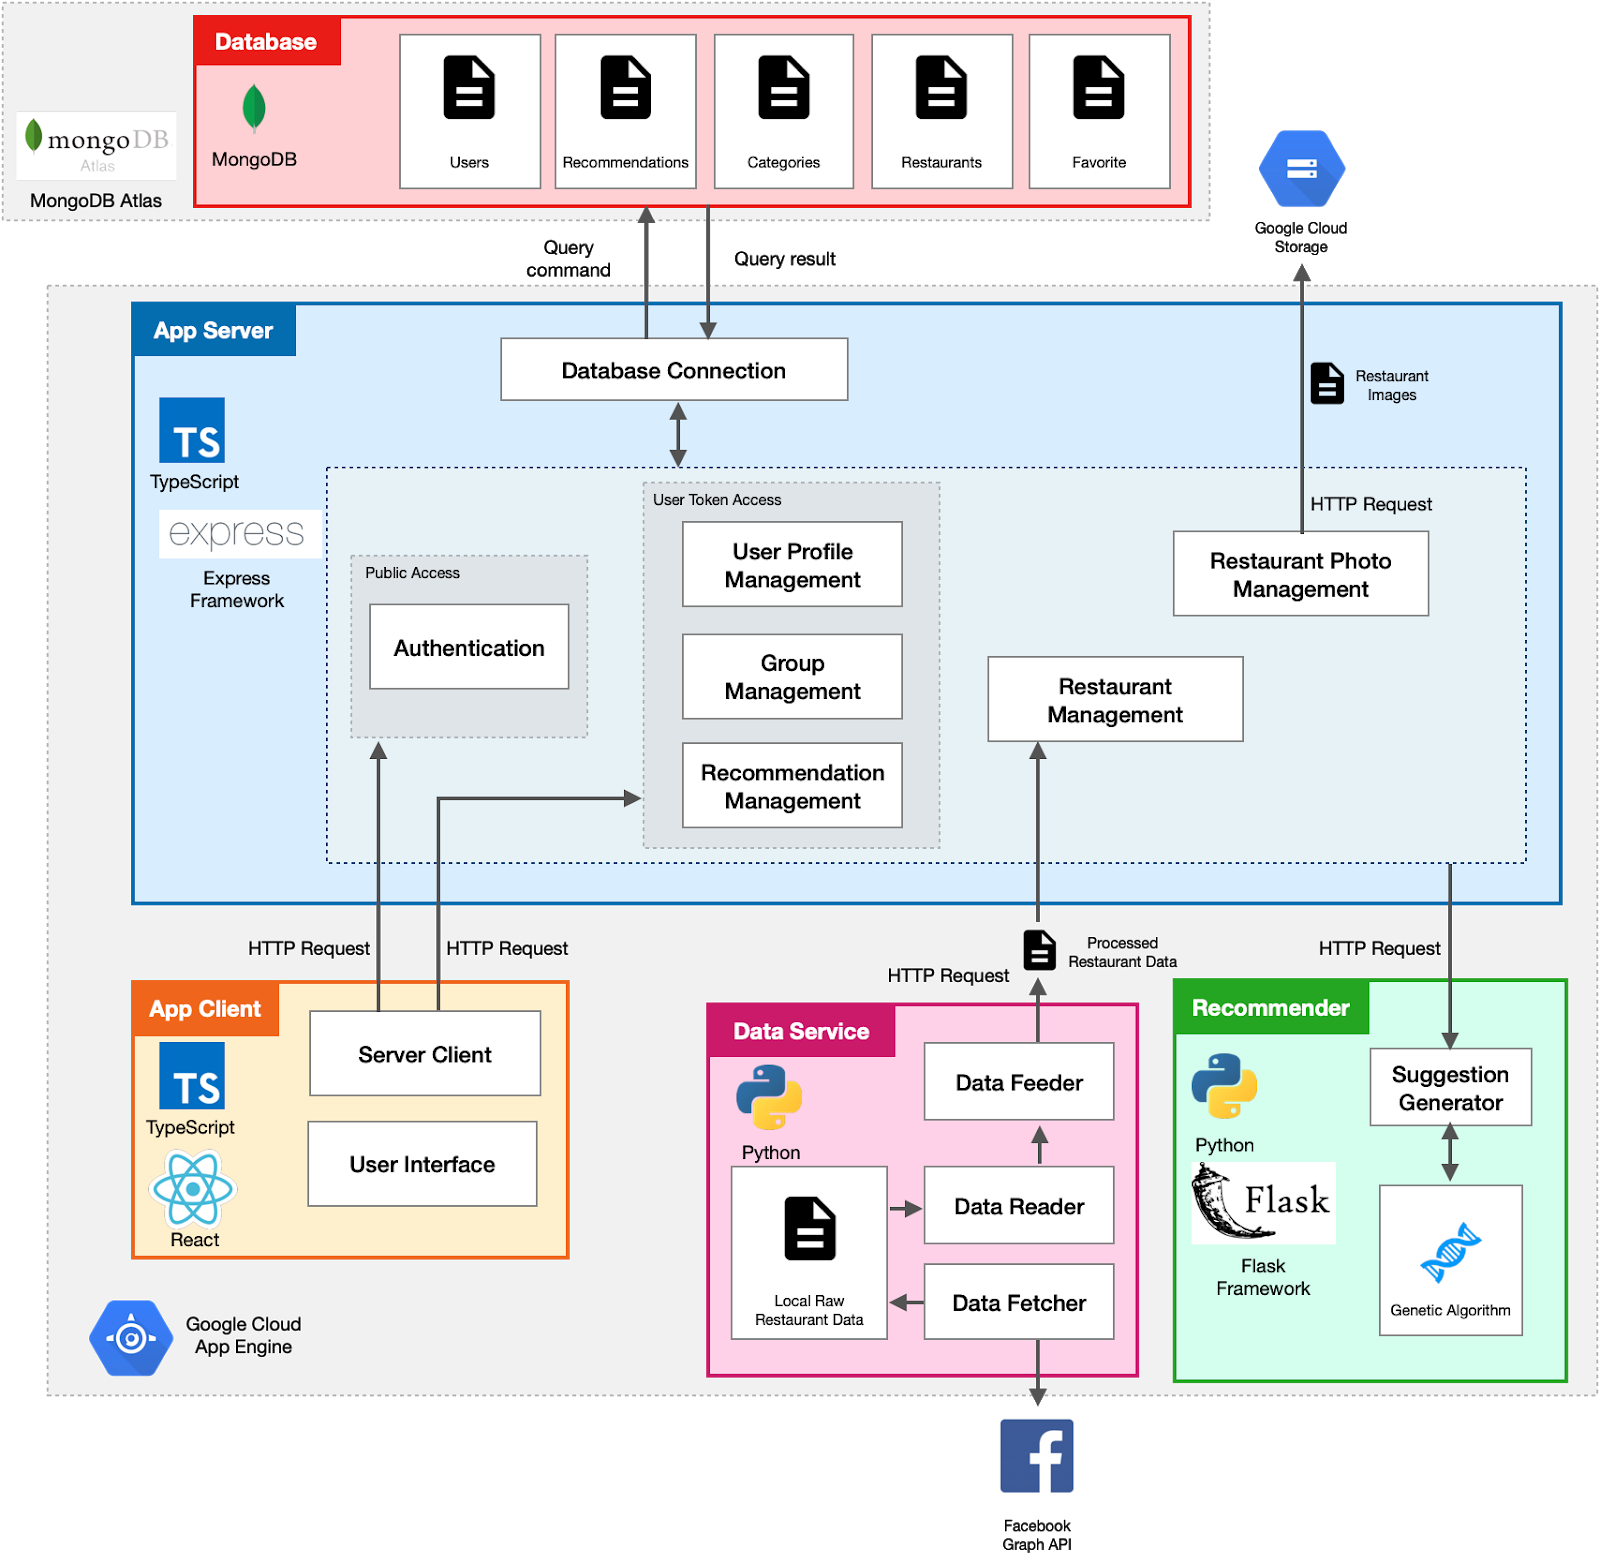 Database
MongoDB
mongoDB
Atlas
MongoDB Atlas
Users
Recommendations
Categories
Restaurants
Favorite
Google Cloud
Storage
Query
command
Query result
App Server
Database Connection
Restaurant
Images
TS
TypeScript
express
Express
Framework
User Token Access
HTTP Request
User Profile
Management
Restaurant Photo
Management
Public Access
Authentication
Group
Management
Restaurant
Management
Recommendation
Management
HTTP Request
HTTP Request
Processed
Restaurant Data
HTTP Request
HTTP Request
App Client
Server Client
TS
TypeScript
User Interface
React
Data Service
Python
Data Feeder
Data Reader
Local Raw
Restaurant Data
Data Fetcher
Recommender
Python
Suggestion
Generator
Flask
Flask
Framework
Genetic Algorithm
Google Cloud
App Engine
f
Facebook
Graph API